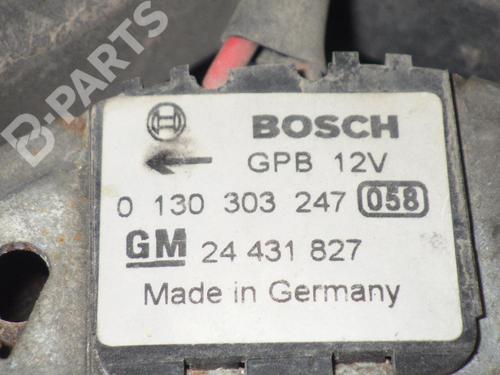 B-PARTS
BOSCH
GPB 12V
0 130 303 247 058
GM 24 431 827
Made in Germany